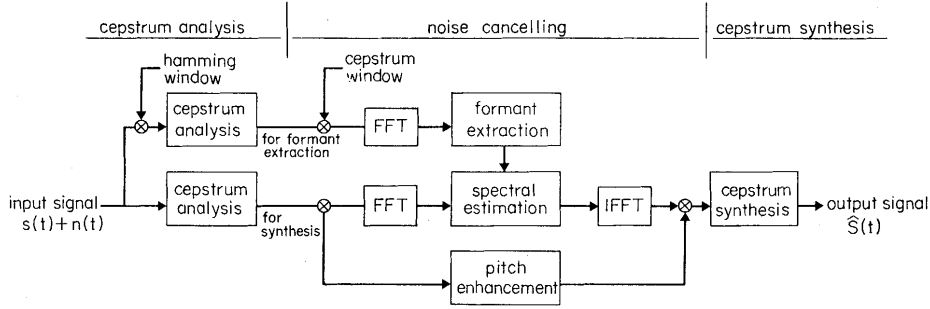 cepstrum analysis
noise cancelling
cepstrum synthesis
hamming
window
cepstrum
window
cepstrum
analysis
for formant
extraction
FFT
formant
extraction
input signal
s(t)+n(t)
cepstrum
analysis
for
synthesis
FFT
spectral
estimation
IFFT
cepstrum
synthesis
output signal
ŝ(t)
pitch
enhancement